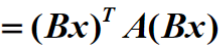 = (Bx)ᵀ A(Bx)